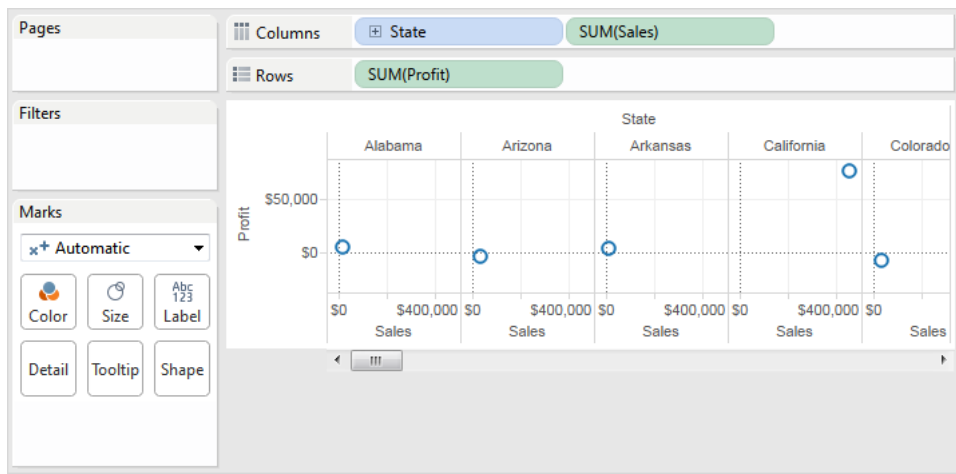 Pages
Columns
State
SUM(Sales)
Rows
SUM(Profit)
Filters
State
Alabama
Arizona
Arkansas
California
Colorado
Profit
$50,000
$0
$0
$400,000
$0
$400,000
$0
$400,000
$0
$400,000
$0
Sales
Sales
Sales
Sales
Sales
Marks
Automatic
Color
Size
Abc
123
Label
Detail
Tooltip
Shape